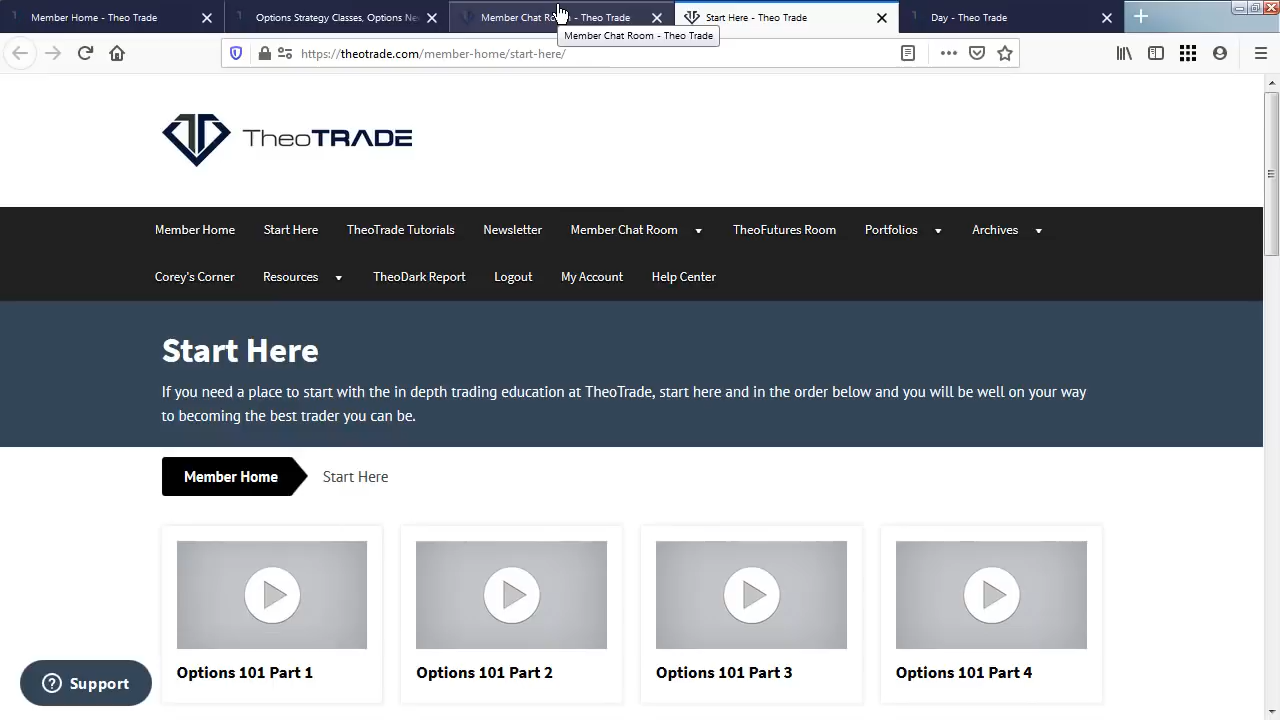 Member Home - Theo Trade
Options Strategy Classes, Options Ne
Member Chat Room - Theo Trade
Start Here - Theo Trade
Day - Theo Trade
Member Chat Room - Theo Trade
https://theotrade.com/member-home/start-here/
TheoTRADE
Member Home
Start Here
TheoTrade Tutorials
Newsletter
Member Chat Room
TheoFutures Room
Portfolios
Archives
Corey's Corner
Resources
TheoDark Report
Logout
My Account
Help Center
Start Here
If you need a place to start with the in depth trading education at TheoTrade, start here and in the order below and you will be well on your way
to becoming the best trader you can be.
Member Home
Start Here
Options 101 Part 1
Options 101 Part 2
Options 101 Part 3
Options 101 Part 4
Support